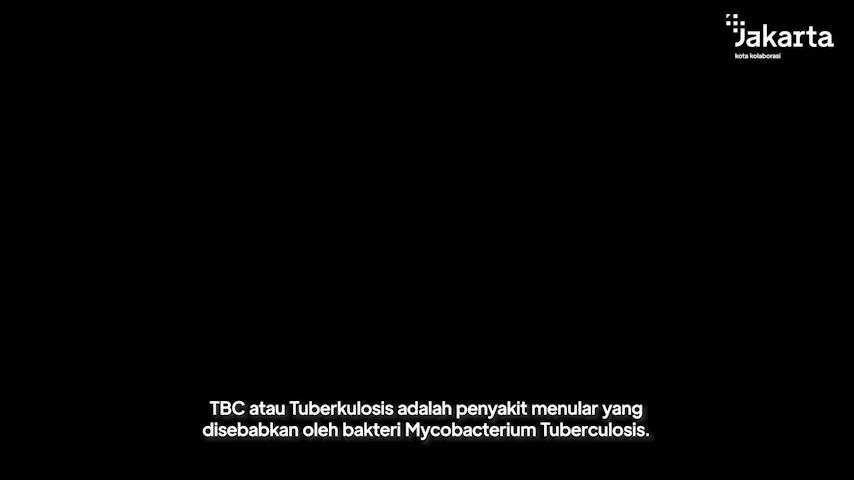 Jakarta
kota kolaborasi
TBC atau Tuberkulosis adalah penyakit menular yang
disebabkan oleh bakteri Mycobacterium Tuberculosis.